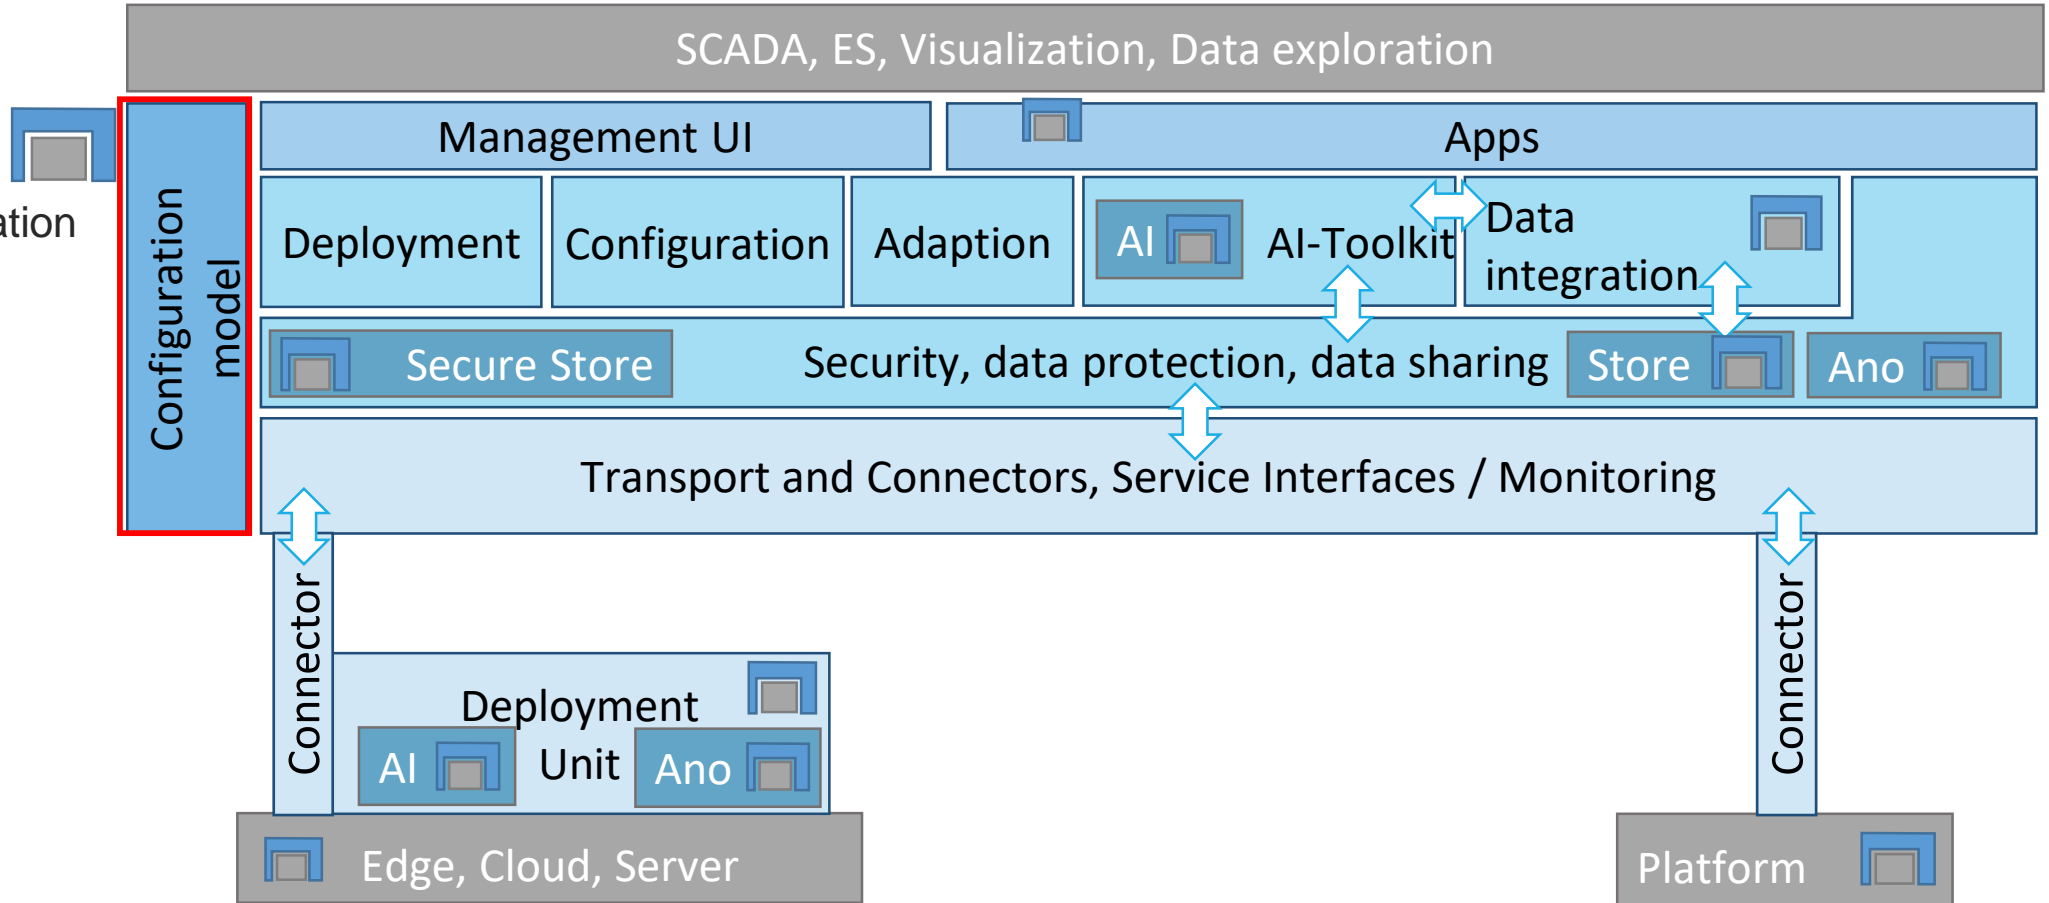 SCADA, ES, Visualization, Data exploration
Management UI
Apps
ation
Configuration
model
Deployment
Configuration
Adaption
AI
AI-Toolkit
Data
integration
Secure Store
Security, data protection, data sharing
Store
Ano
Transport and Connectors, Service Interfaces / Monitoring
Connector
Connector
Deployment
Unit
AI
Ano
Edge, Cloud, Server
Platform